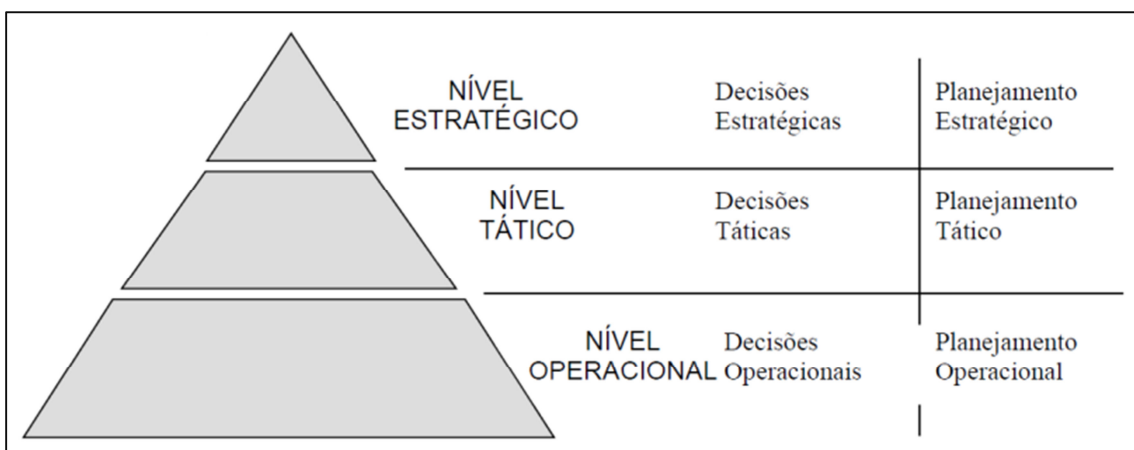 NÍVEL
ESTRATÉGICO
Decisões
Estratégicas
Planejamento
Estratégico
NÍVEL
TÁTICO
Decisões
Táticas
Planejamento
Tático
NÍVEL
OPERACIONAL
Decisões
Operacionais
Planejamento
Operacional